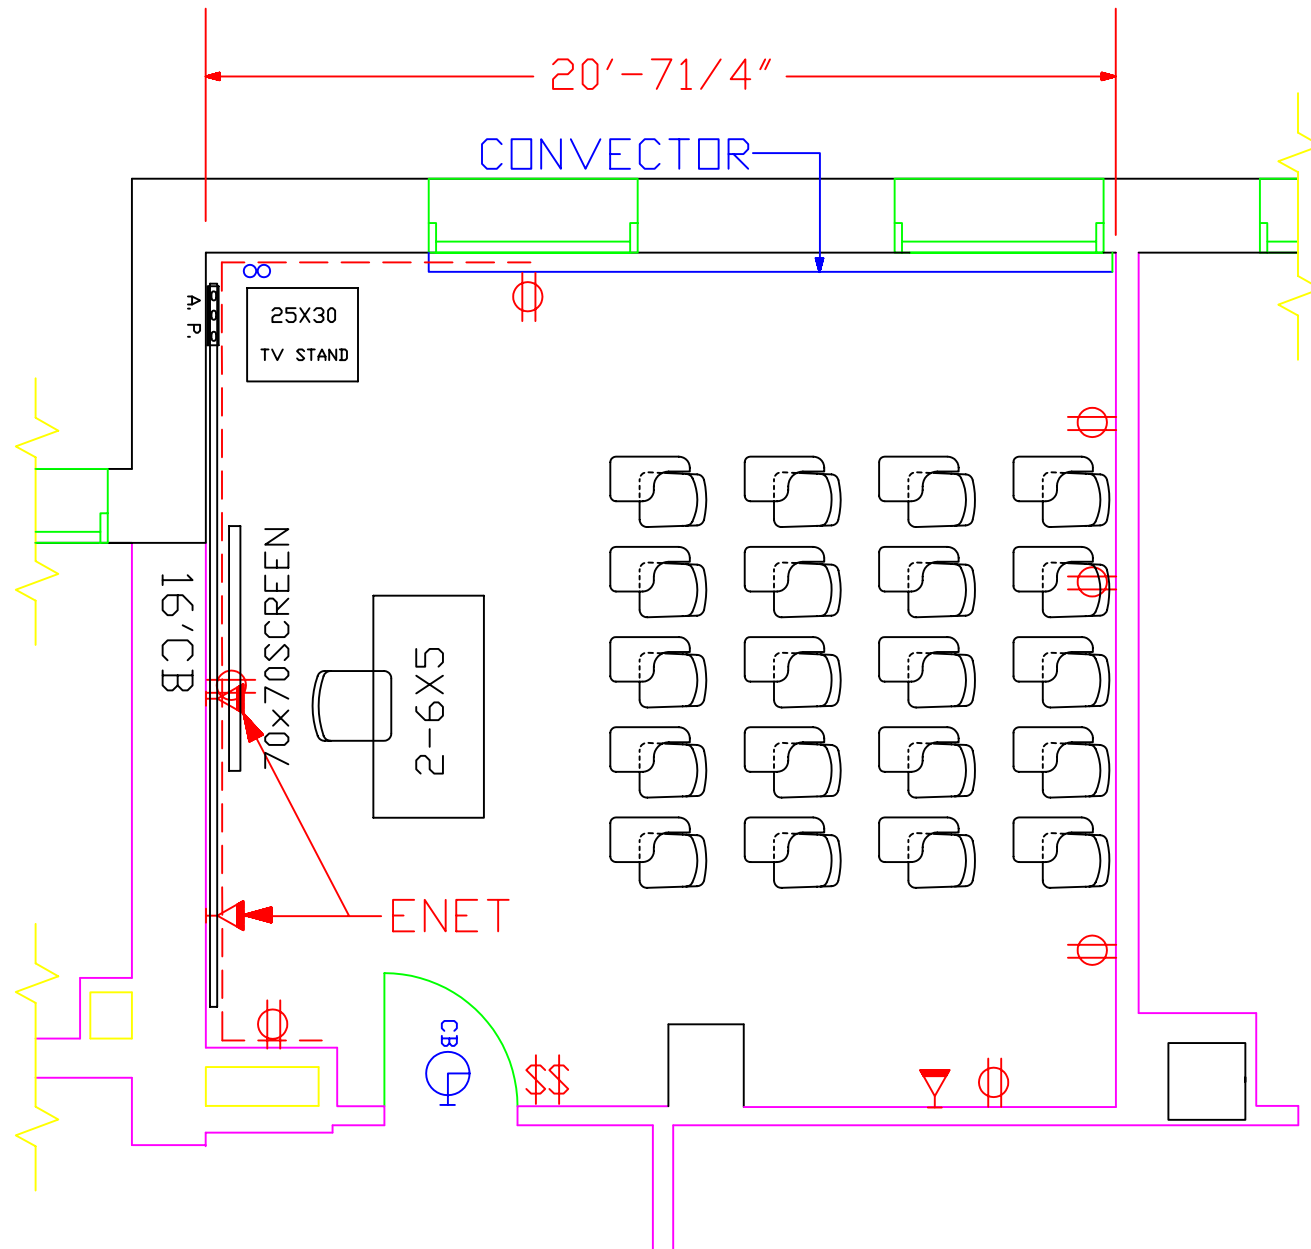 20'-71/4"
CONVECTOR
A. P.
25X30
TV STAND
16'CB
70x70SCREEN
2-6X5
ENET
CB
$$